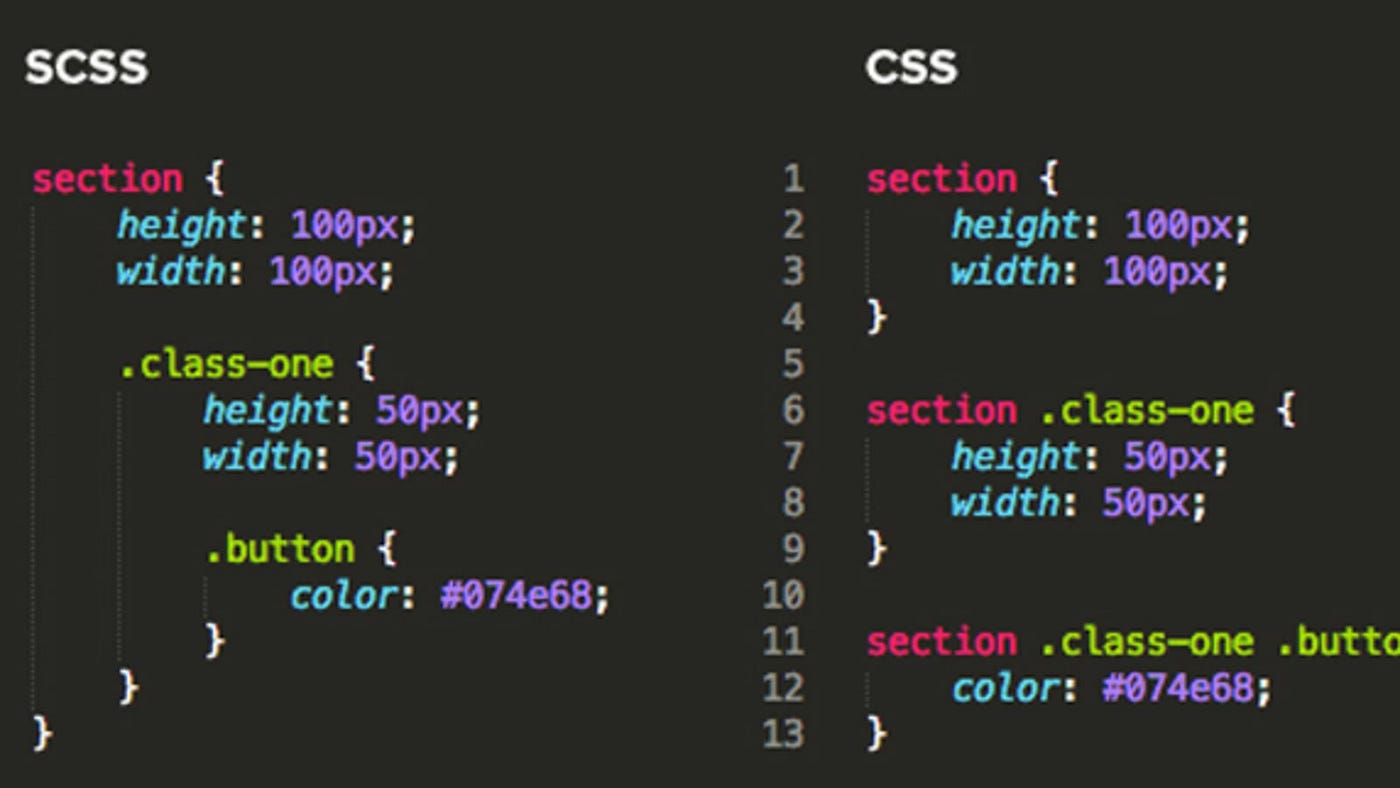 SCSS
section {
height: 100px;
width: 100px;
.class-one {
height: 50px;
width: 50px;
.button {
color: #074e68;
}
}
}
CSS
1 section {
2 height: 100px;
3 width: 100px;
4 }
5
6 section .class-one {
7 height: 50px;
8 width: 50px;
9 }
10
11 section .class-one
12 color: #074e68;
13 }